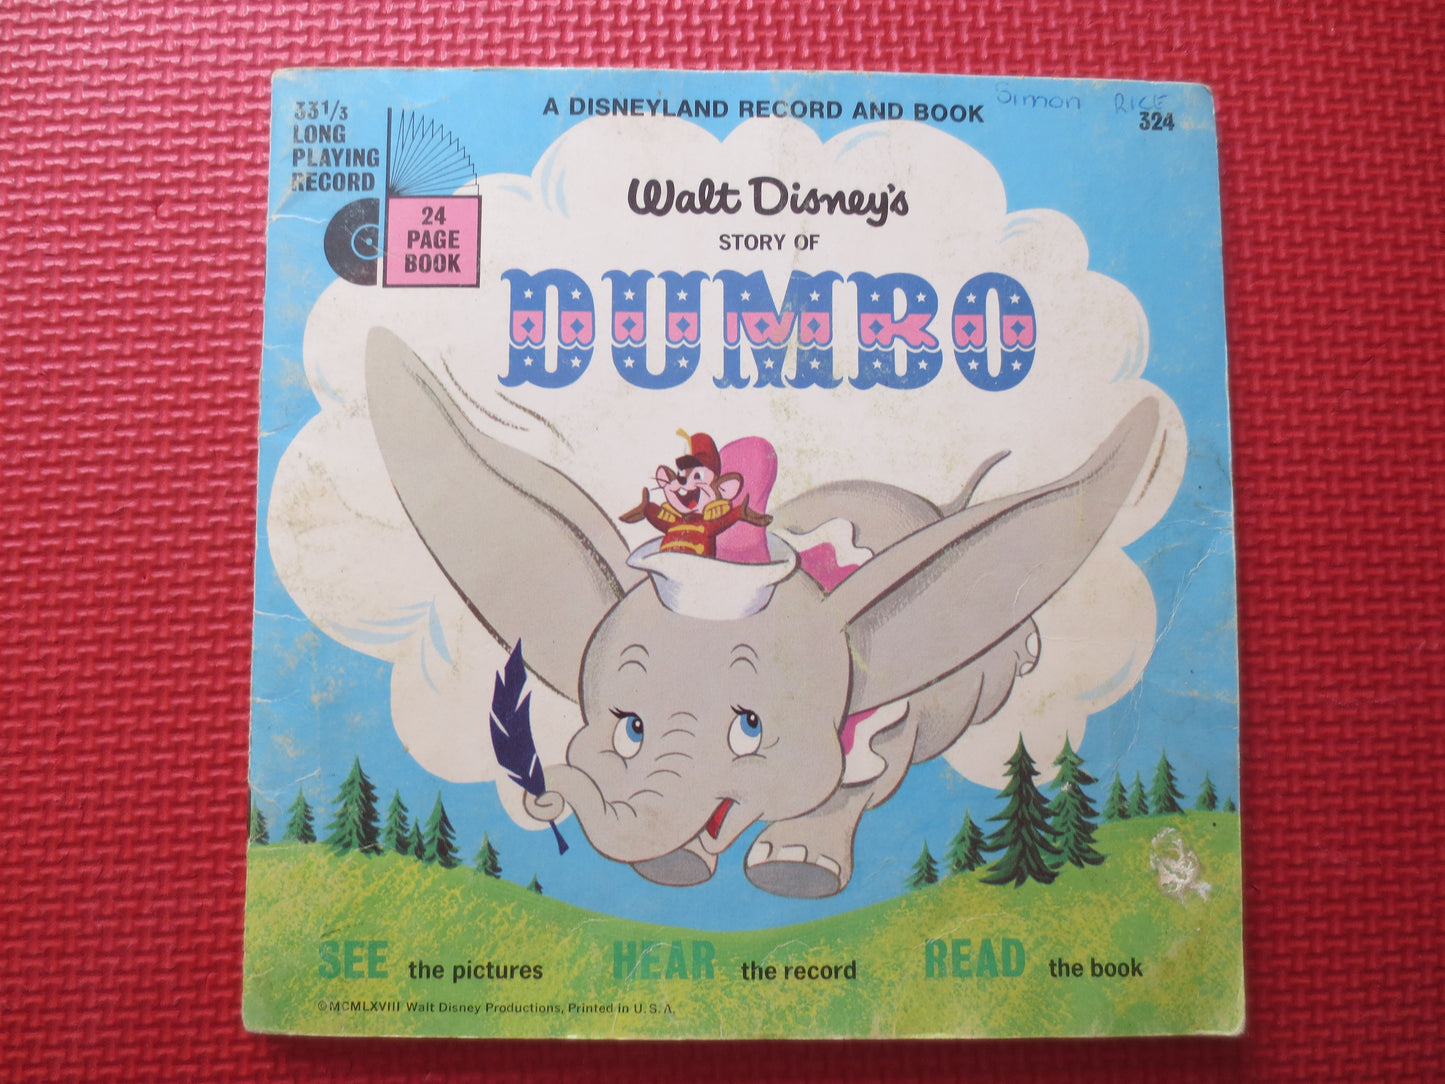 A DISNEYLAND RECORD AND BOOK
Simon RICE
324
33 1/3
LONG
PLAYING
RECORD
24
PAGE
BOOK
Walt Disney's
STORY OF
DUMBO
SEE the pictures HEAR the record READ the book
©MCMLXVIII Walt Disney Productions, Printed in U.S.A.